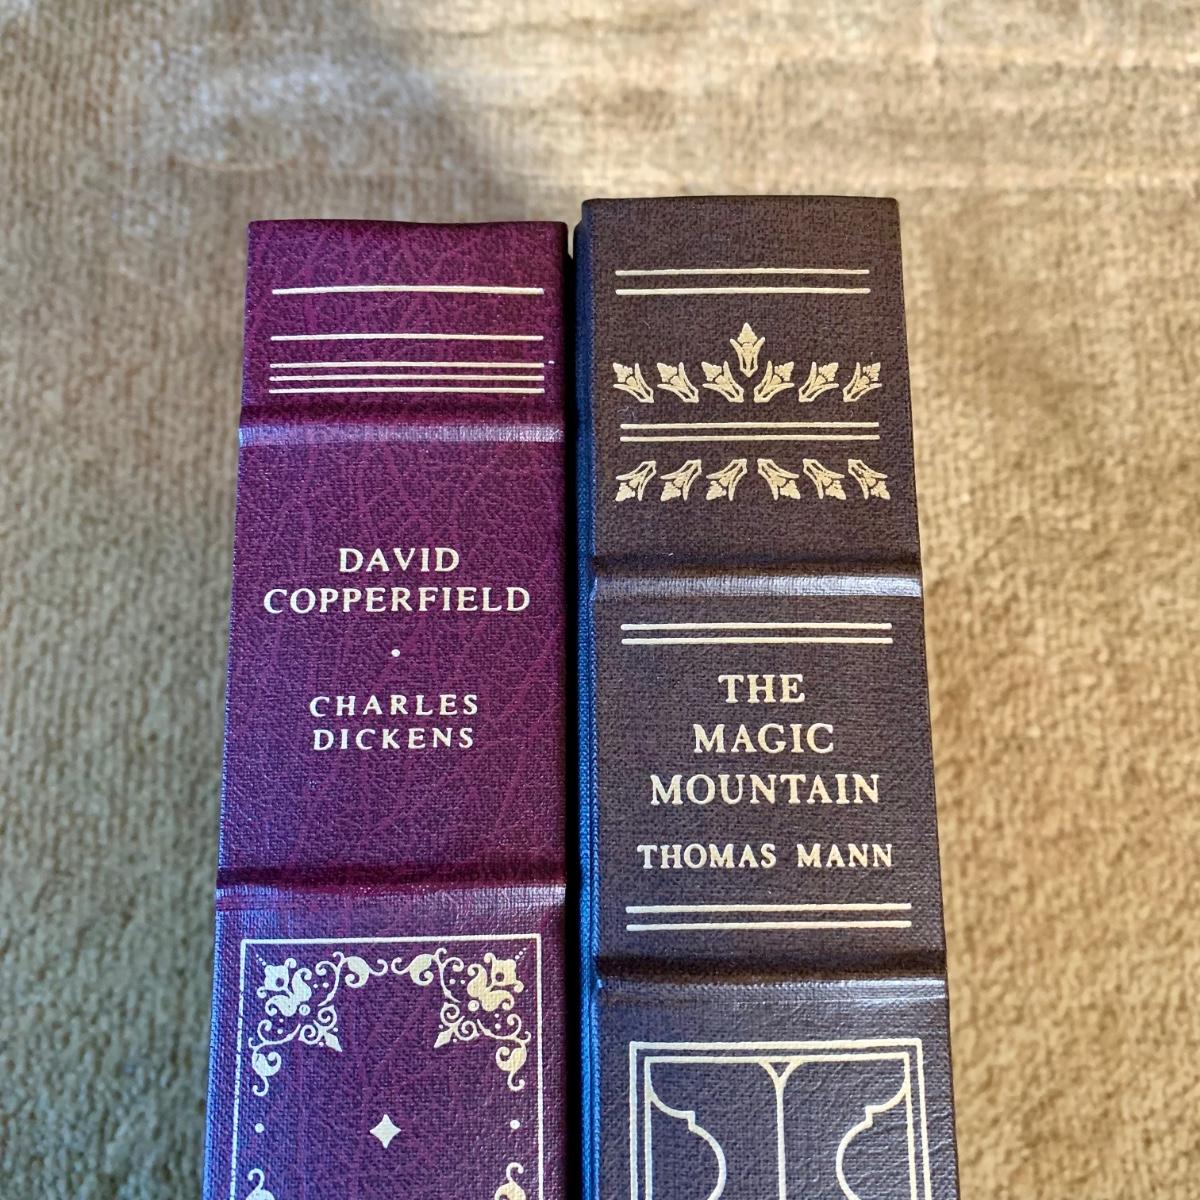 DAVID
COPPERFIELD
CHARLES
DICKENS
THE
MAGIC
MOUNTAIN
THOMAS MANN